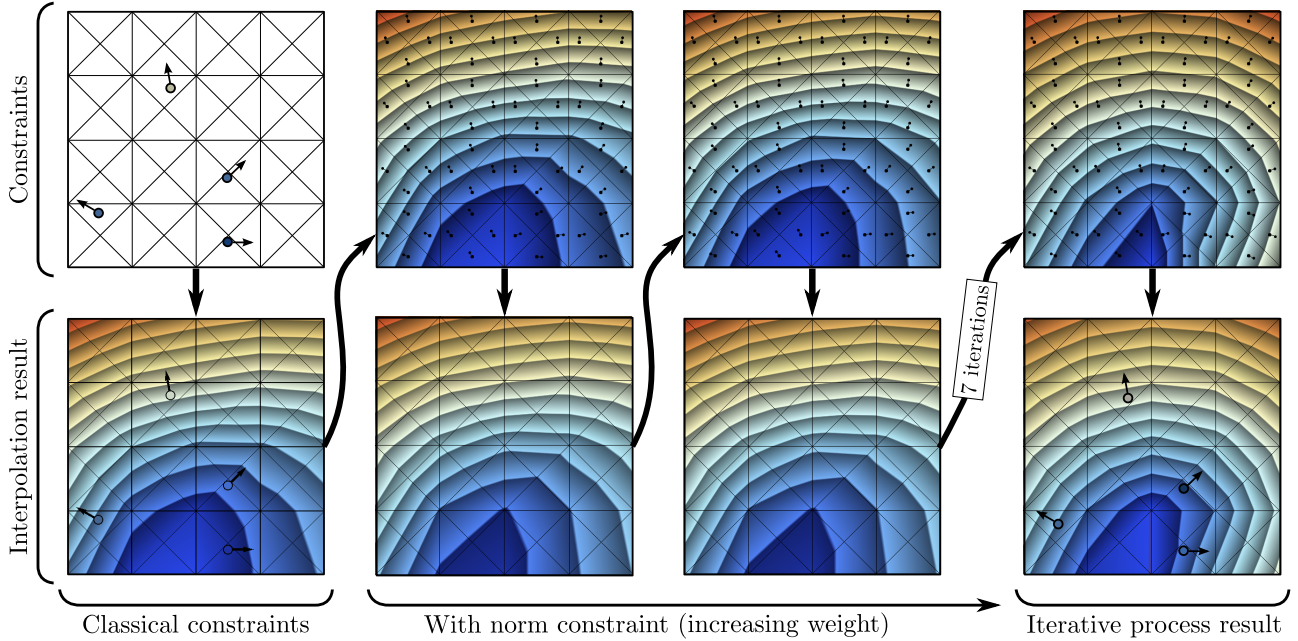 Constraints
Interpolation result
7 iterations
Classical constraints
With norm constraint (increasing weight)
Iterative process result